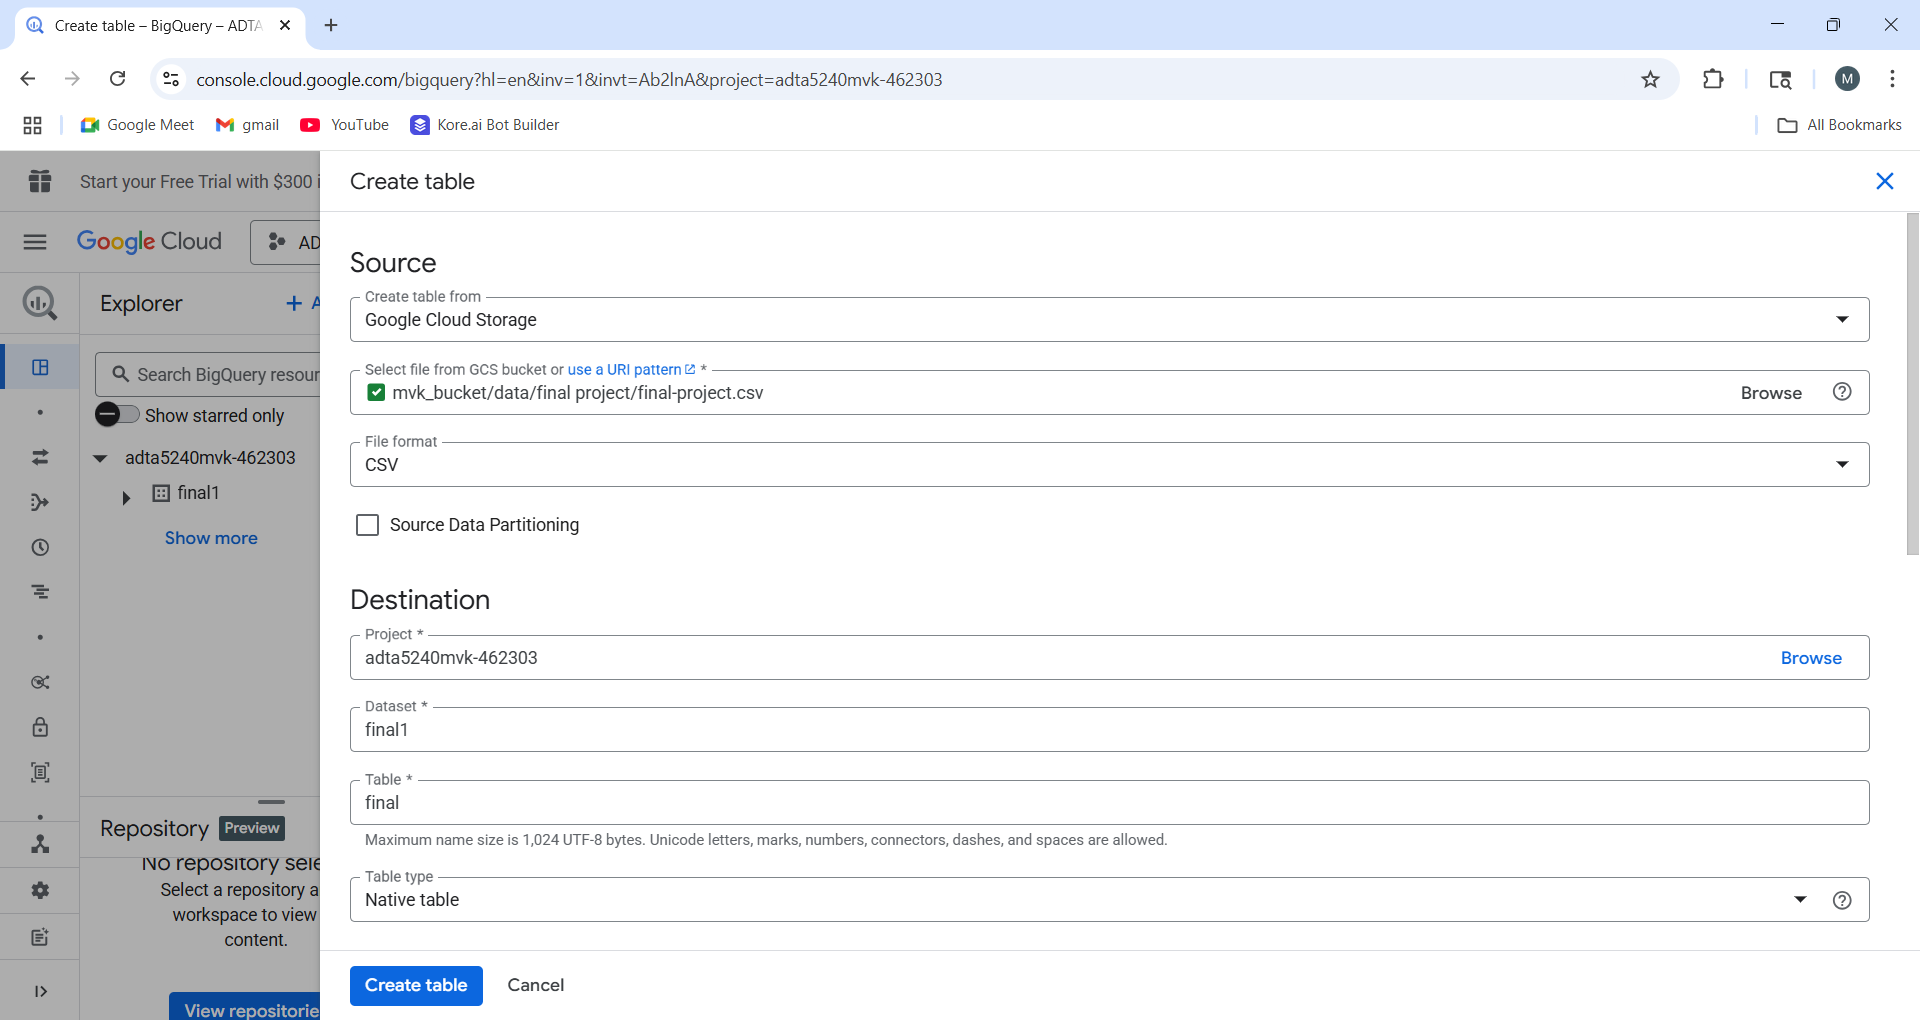 Create table – BigQuery – ADTA
console.cloud.google.com/bigquery?hl=en&inv=1&invt=Ab2lnA&project=adta5240mvk-462303
M
Google Meet
gmail
YouTube
Kore.ai Bot Builder
All Bookmarks
Start your Free Trial with $300 i
Create table
Google Cloud
AD
Source
Explorer
+ A
Create table from
Google Cloud Storage
Search BigQuery resour
Select file from GCS bucket or use a URI pattern *
mvk_bucket/data/final project/final-project.csv
Browse
Show starred only
File format
CSV
adta5240mvk-462303
final1
Show more
Source Data Partitioning
Destination
Project *
adta5240mvk-462303
Browse
Dataset *
final1
Table *
final
Maximum name size is 1,024 UTF-8 bytes. Unicode letters, marks, numbers, connectors, dashes, and spaces are allowed.
Table type
Native table
Repository Preview
No repository sele
Select a repository a
workspace to view
content.
View repositorie
Create table
Cancel